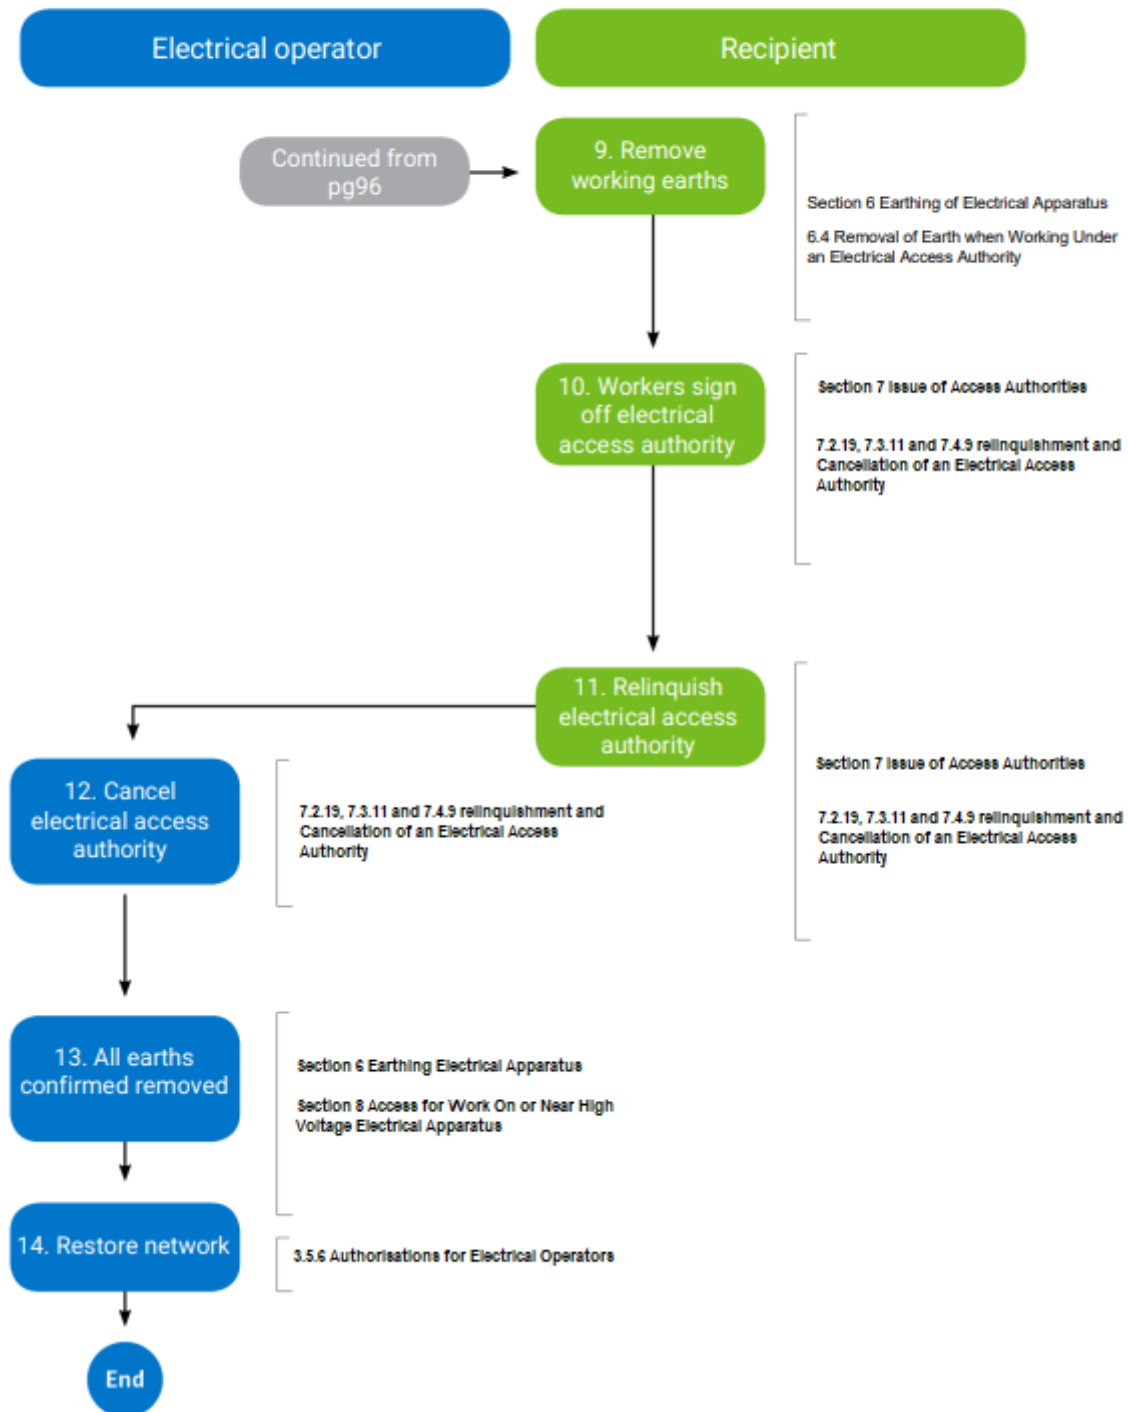 Electrical operator
Recipient
Continued from
pg96
9. Remove
working earths
Section 6 Earthing of Electrical Apparatus
6.4 Removal of Earth when Working Under
an Electrical Access Authority
10. Workers sign
off electrical
access authority
Section 7 Issue of Access Authorities
7.2.19, 7.3.11 and 7.4.9 relinquishment and
Cancellation of an Electrical Access
Authority
11. Relinquish
electrical access
authority
Section 7 Issue of Access Authorities
7.2.19, 7.3.11 and 7.4.9 relinquishment and
Cancellation of an Electrical Access
Authority
12. Cancel
electrical access
authority
7.2.19, 7.3.11 and 7.4.9 relinquishment and
Cancellation of an Electrical Access
Authority
13. All earths
confirmed removed
Section 6 Earthing Electrical Apparatus
Section 8 Access for Work On or Near High
Voltage Electrical Apparatus
14. Restore network
3.5.6 Authorisations for Electrical Operators
End